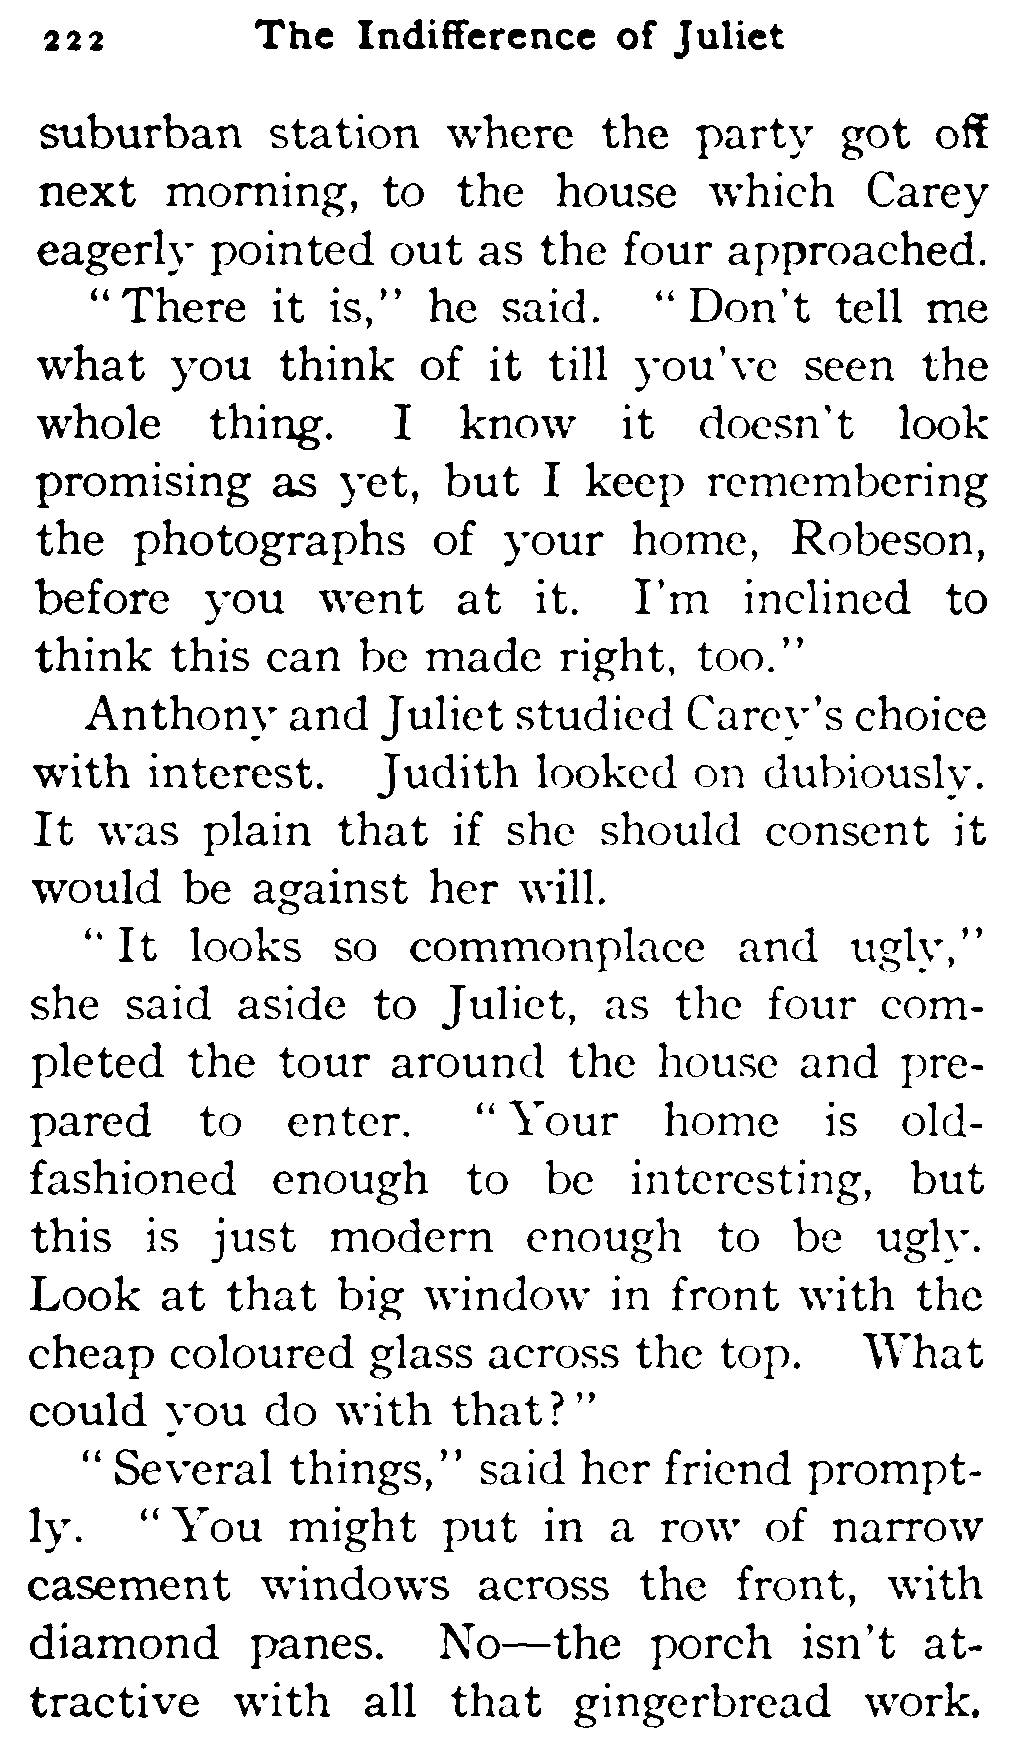 222 The Indifference of Juliet
suburban station where the party got off
next morning, to the house which Carey
eagerly pointed out as the four approached.
"There it is," he said. "Don't tell me
what you think of it till you've seen the
whole thing. I know it doesn't look
promising as yet, but I keep remembering
the photographs of your home, Robeson,
before you went at it. I'm inclined to
think this can be made right, too."
Anthony and Juliet studied Carey's choice
with interest. Judith looked on dubiously.
It was plain that if she should consent it
would be against her will.
"It looks so commonplace and ugly,"
she said aside to Juliet, as the four com-
pleted the tour around the house and pre-
pared to enter. "Your home is old-
fashioned enough to be interesting, but
this is just modern enough to be ugly.
Look at that big window in front with the
cheap coloured glass across the top. What
could you do with that?"
"Several things," said her friend prompt-
ly. "You might put in a row of narrow
casement windows across the front, with
diamond panes. No—the porch isn't at-
tractive with all that gingerbread work.